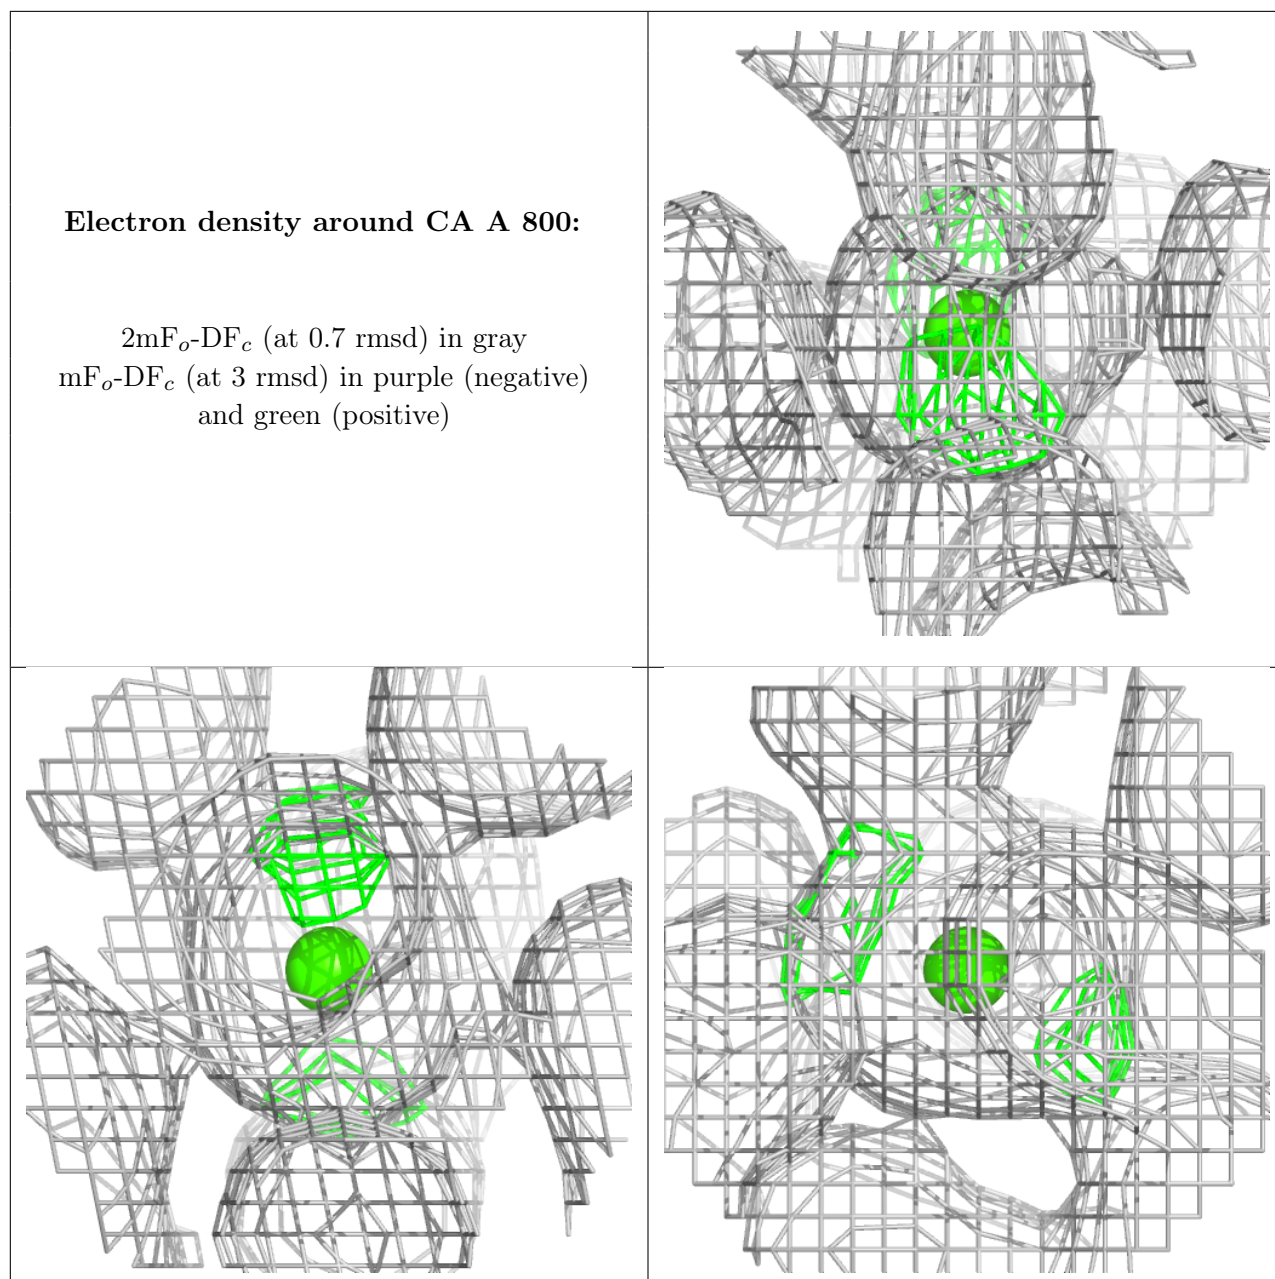 Electron density around CA A 800:
2mFo-DFc (at 0.7 rmsd) in gray
mFo-DFc (at 3 rmsd) in purple (negative)
and green (positive)